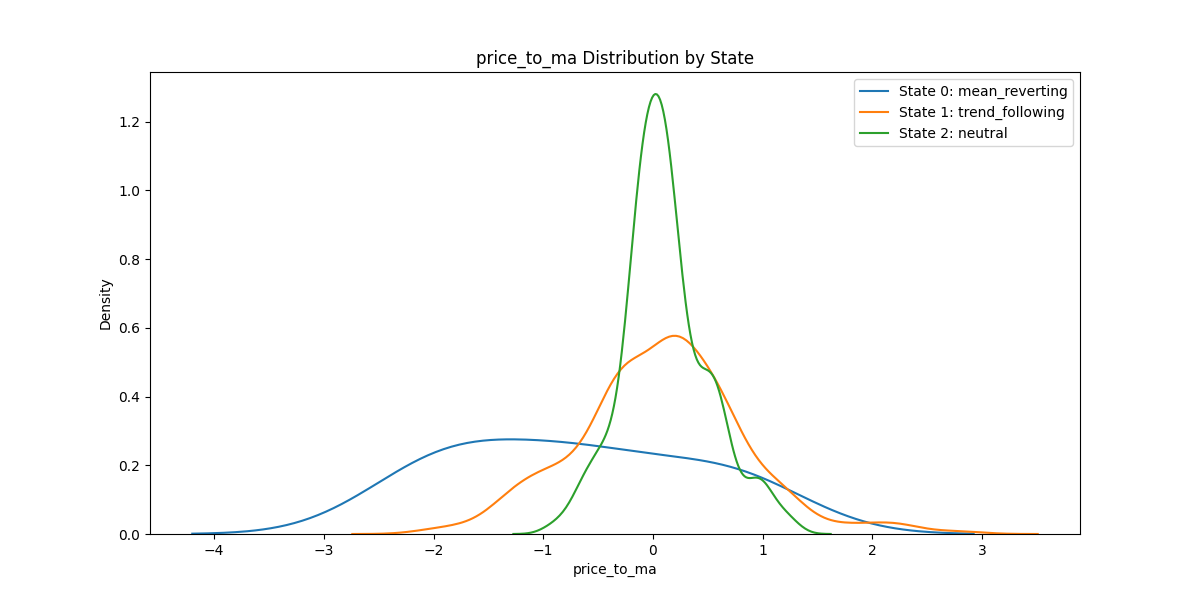 price_to_ma Distribution by State
State 0: mean_reverting
State 1: trend_following
State 2: neutral
Density
1.2
1.0
0.8
0.6
0.4
0.2
0.0
−4
−3
−2
−1
0
1
2
3
price_to_ma